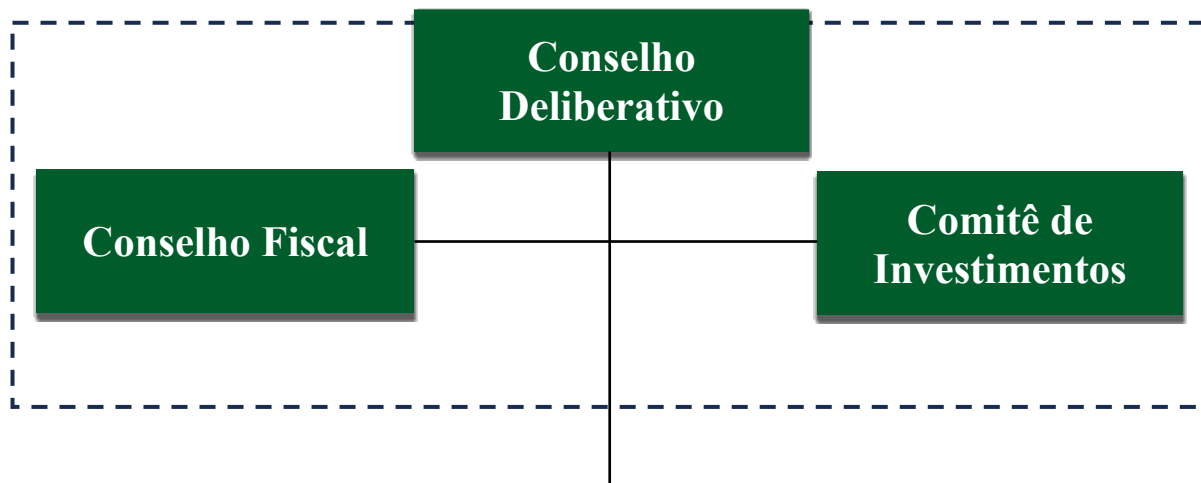 Conselho
Deliberativo
Conselho Fiscal
Comitê de
Investimentos